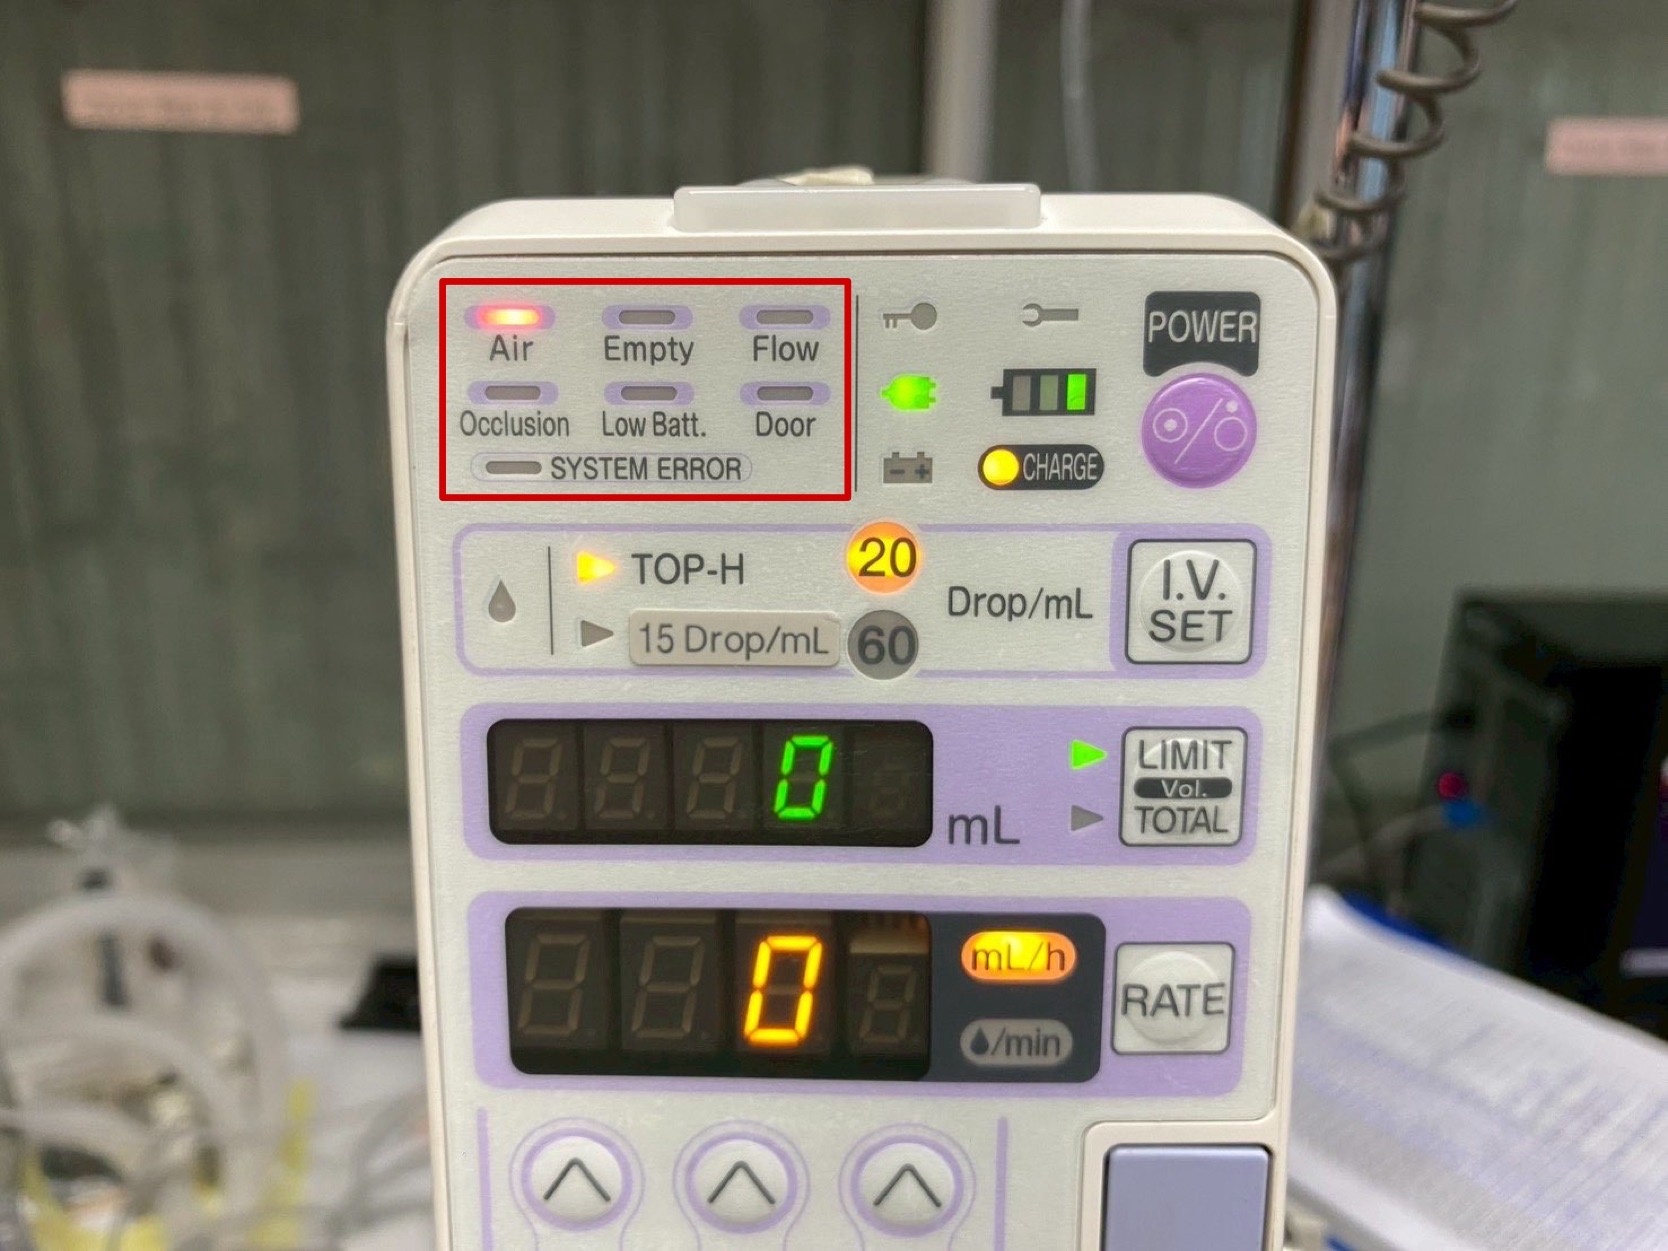 Air Empty Flow
Occlusion Low Batt. Door
SYSTEM ERROR
POWER
CHARGE
TOP-H
15 Drop/mL
20
60
Drop/mL
I.V.
SET
0
mL
LIMIT
Vol.
TOTAL
0
mL/h
/min
RATE